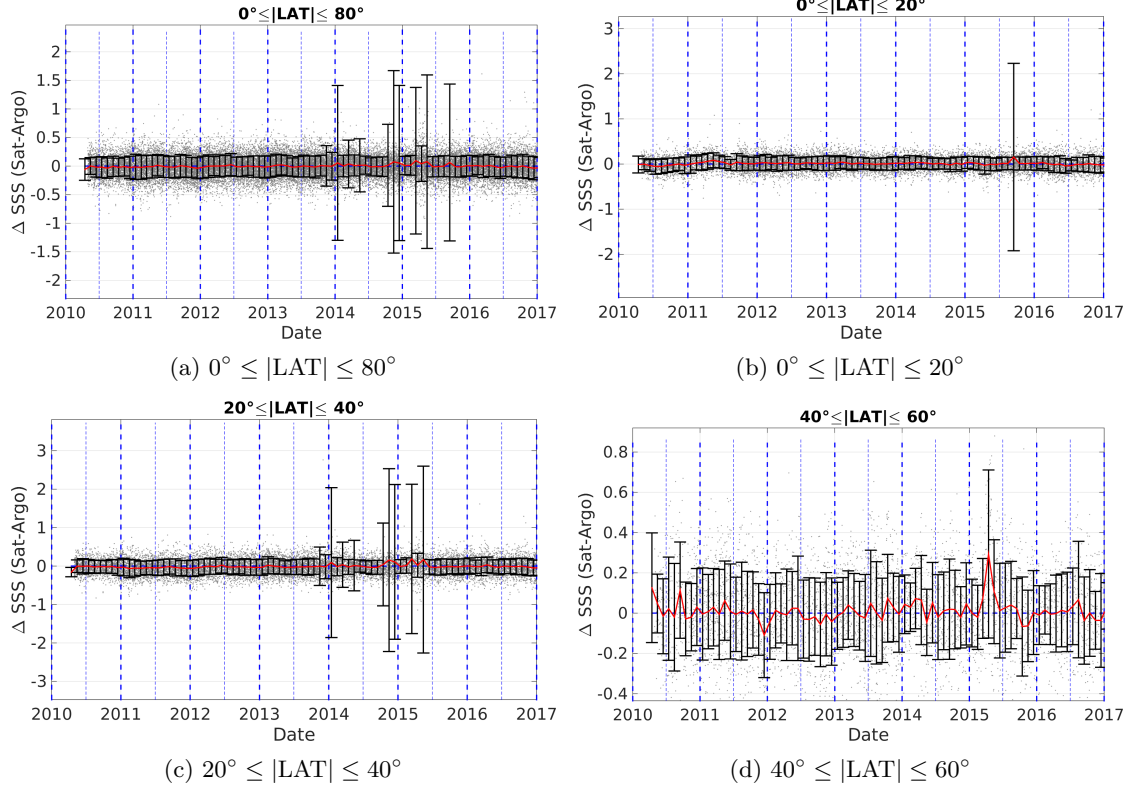 0°≤|LAT|≤ 80°
Δ SSS (Sat-Argo)
2
1.5
1
0.5
0
-0.5
-1
-1.5
-2
2010 2011 2012 2013 2014 2015 2016 2017
Date
(a) 0° ≤ |LAT| ≤ 80°
0°≤|LAT|≤ 20°
Δ SSS (Sat-Argo)
3
2
1
0
-1
-2
2010 2011 2012 2013 2014 2015 2016 2017
Date
(b) 0° ≤ |LAT| ≤ 20°
20°≤|LAT|≤ 40°
Δ SSS (Sat-Argo)
3
2
1
0
-1
-2
-3
2010 2011 2012 2013 2014 2015 2016 2017
Date
(c) 20° ≤ |LAT| ≤ 40°
40°≤|LAT|≤ 60°
Δ SSS (Sat-Argo)
0.8
0.6
0.4
0.2
0
-0.2
-0.4
2010 2011 2012 2013 2014 2015 2016 2017
Date
(d) 40° ≤ |LAT| ≤ 60°